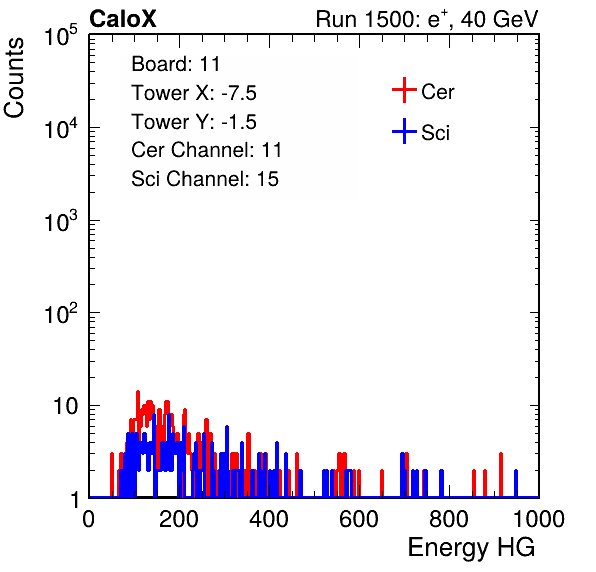 CaloX Run 1500: e+, 40 GeV
Counts
Board: 11
Tower X: -7.5
Tower Y: -1.5
Cer Channel: 11
Sci Channel: 15
Cer
Sci
10^5
10^4
10^3
10^2
10
1
0 200 400 600 800 1000
Energy HG